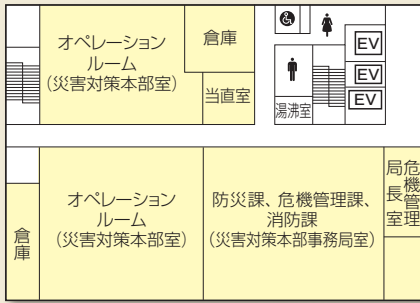 オペレーション
ルーム
（災害対策本部室）
倉庫
当直室
湯沸室
EV
EV
EV
倉庫
オペレーション
ルーム
（災害対策本部室）
防災課、危機管理課、
消防課
（災害対策本部事務局室）
危機管理
局長室